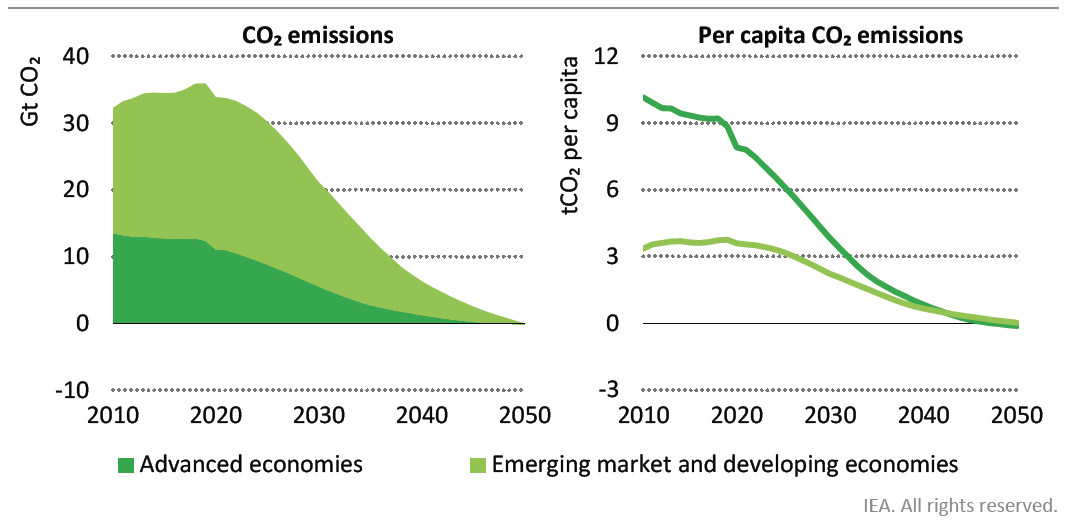 CO₂ emissions
Gt CO₂
40
30
20
10
0
-10
2010 2020 2030 2040 2050
Per capita CO₂ emissions
tCO₂ per capita
12
9
6
3
0
-3
2010 2020 2030 2040 2050
Advanced economies
Emerging market and developing economies
IEA. All rights reserved.